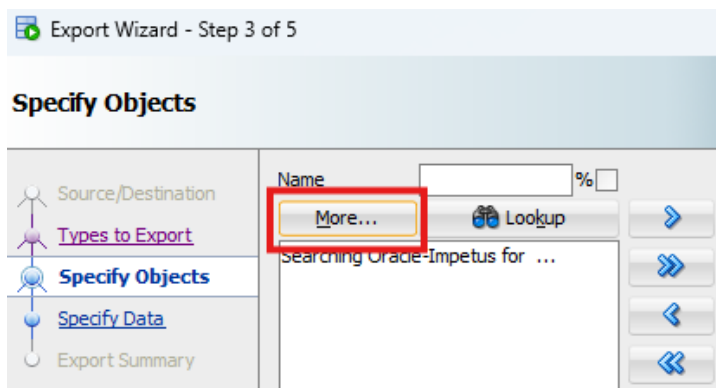 Export Wizard - Step 3 of 5
Specify Objects
Source/Destination
Types to Export
Specify Objects
Specify Data
Export Summary
Name %
More... Lookup
Searching Oracle-Impetus for ...